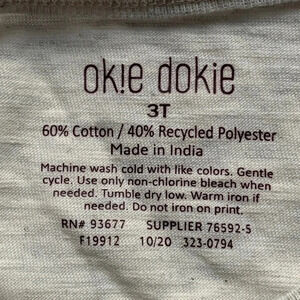 ok!e dokie
3T
60% Cotton / 40% Recycled Polyester
Made in India
Machine wash cold with like colors. Gentle
cycle. Use only non-chlorine bleach when
needed. Tumble dry low. Warm iron if
needed. Do not iron on print.
RN# 93677 SUPPLIER 76592-5
F19912 10/20 323-0794